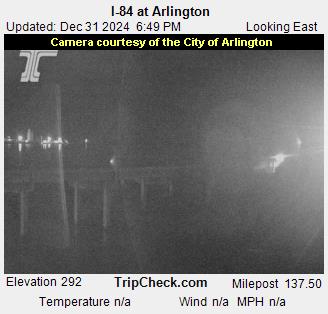 I-84 at Arlington
Updated: Dec 31 2024 6:49 PM Looking East
Camera courtesy of the City of Arlington
Elevation 292 TripCheck.com Milepost 137.50
Temperature n/a Wind n/a MPH n/a